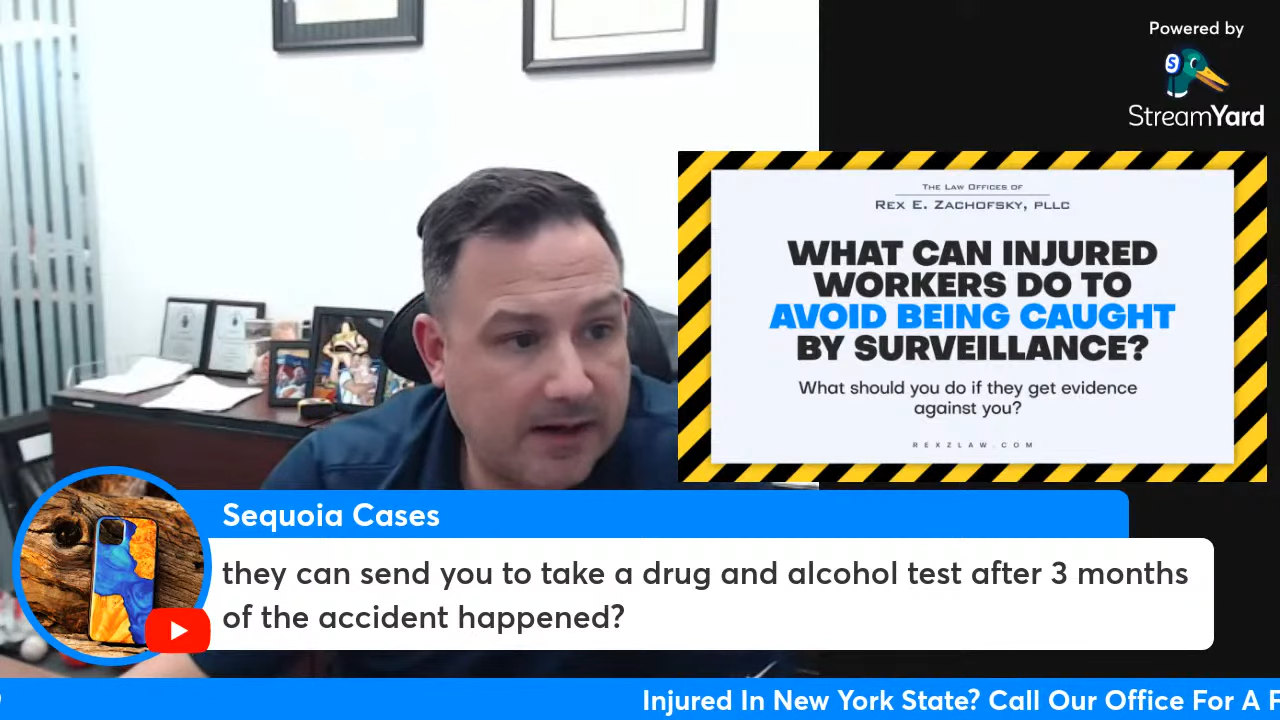 Powered by
StreamYard
THE LAW OFFICES OF
REX E. ZACHOFSKY, PLLC
WHAT CAN INJURED
WORKERS DO TO
AVOID BEING CAUGHT
BY SURVEILLANCE?
What should you do if they get evidence
against you?
REXZLAW.COM
Sequoia Cases
they can send you to take a drug and alcohol test after 3 months
of the accident happened?
Injured In New York State? Call Our Office For A